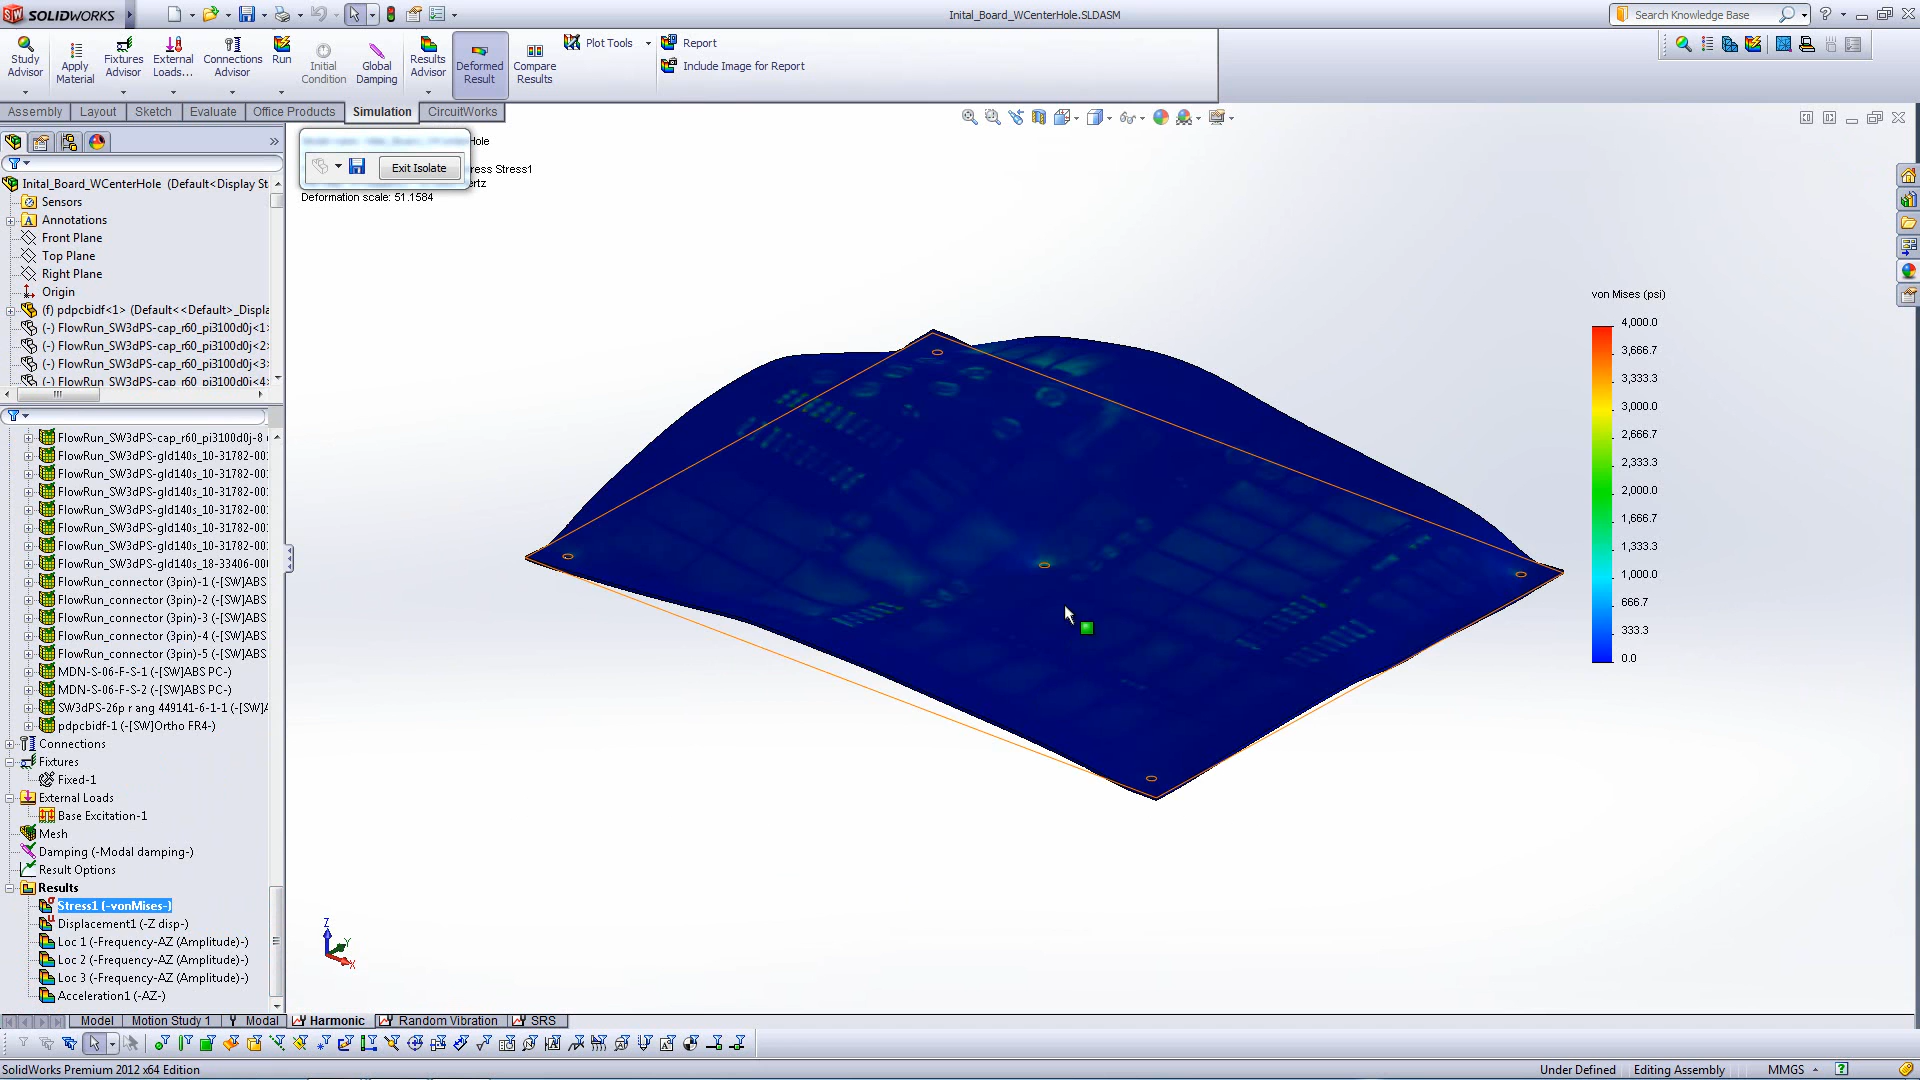 SOLIDWORKS
Inital_Board_WCenterHole.SLDASM
Search Knowledge Base
Study Advisor
Apply Material
Fixtures Advisor
External Loads...
Connections Advisor
Run
Initial Condition
Global Damping
Results Advisor
Deformed Result
Compare Results
Plot Tools
Report
Include Image for Report
Assembly
Layout
Sketch
Evaluate
Office Products
Simulation
CircuitWorks
Inital_Board_WCenterHole (Default<Display St
Sensors
Annotations
Front Plane
Top Plane
Right Plane
Origin
(f) pdpcbidf<1> (Default<<Default>_Displa
(-) FlowRun_SW3dPS-cap_r60_pi3100d0j<1>
(-) FlowRun_SW3dPS-cap_r60_pi3100d0j<2>
(-) FlowRun_SW3dPS-cap_r60_pi3100d0j<3>
(-) FlowRun_SW3dPS-cap_r60_pi3100d0j<4>
FlowRun_SW3dPS-cap_r60_pi3100d0j-8
FlowRun_SW3dPS-gld140s_10-31782-00
FlowRun_SW3dPS-gld140s_10-31782-00
FlowRun_SW3dPS-gld140s_10-31782-00
FlowRun_SW3dPS-gld140s_10-31782-00
FlowRun_SW3dPS-gld140s_10-31782-00
FlowRun_SW3dPS-gld140s_10-31782-00
FlowRun_SW3dPS-gld140s_18-33406-00
FlowRun_connector (3pin)-1 (-[SW]ABS
FlowRun_connector (3pin)-2 (-[SW]ABS
FlowRun_connector (3pin)-3 (-[SW]ABS
FlowRun_connector (3pin)-4 (-[SW]ABS
FlowRun_connector (3pin)-5 (-[SW]ABS
MDN-S-06-F-S-1 (-[SW]ABS PC-)
MDN-S-06-F-S-2 (-[SW]ABS PC-)
SW3dPS-26p r ang 449141-6-1-1 (-[SW]A
pdpcbidf-1 (-[SW]Ortho FR4-)
Connections
Fixtures
Fixed-1
External Loads
Base Excitation-1
Mesh
Damping (-Modal damping-)
Result Options
Results
Stress1 (-vonMises-)
Displacement1 (-Z disp-)
Loc 1 (-Frequency-AZ (Amplitude)-)
Loc 2 (-Frequency-AZ (Amplitude)-)
Loc 3 (-Frequency-AZ (Amplitude)-)
Acceleration1 (-AZ-)
Hole
Exit Isolate
ress Stress1
ertz
Deformation scale: 51.1584
von Mises (psi)
4,000.0
3,666.7
3,333.3
3,000.0
2,666.7
2,333.3
2,000.0
1,666.7
1,333.3
1,000.0
666.7
333.3
0.0
Z
Y
X
Model
Motion Study 1
Modal
Harmonic
Random Vibration
SRS
SolidWorks Premium 2012 x64 Edition
Under Defined
Editing Assembly
MMGS